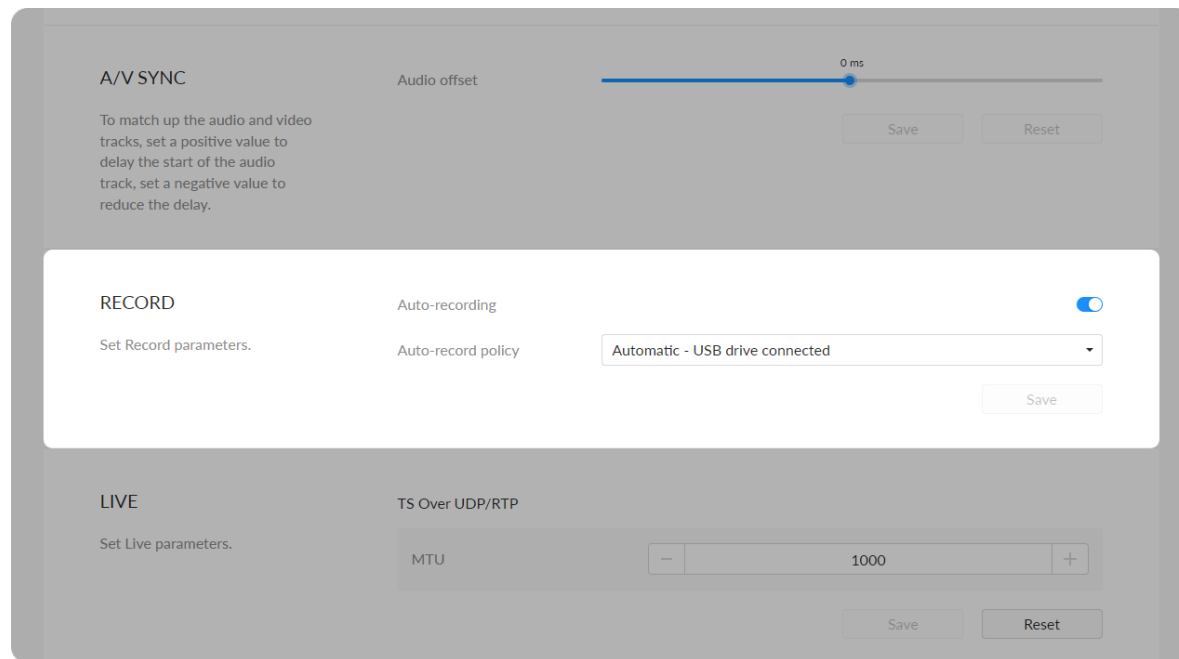 A/V SYNC
Audio offset
0 ms
To match up the audio and video
tracks, set a positive value to
delay the start of the audio
track, set a negative value to
reduce the delay.
Save
Reset
RECORD
Auto-recording
Set Record parameters.
Auto-record policy
Automatic - USB drive connected
Save
LIVE
TS Over UDP/RTP
Set Live parameters.
MTU
− 1000 +
Save
Reset